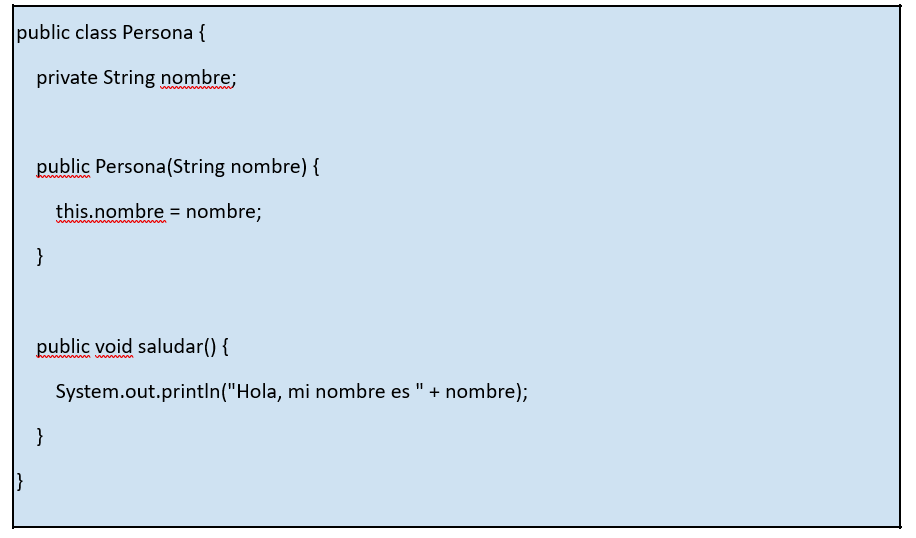 public class Persona {
private String nombre;
public Persona(String nombre) {
this.nombre = nombre;
}
public void saludar() {
System.out.println("Hola, mi nombre es " + nombre);
}
}